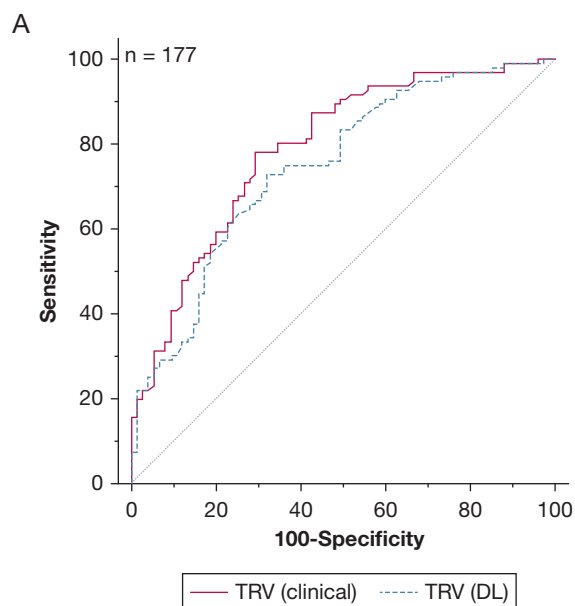 A
n = 177
100
80
60
40
20
0
Sensitivity
0 20 40 60 80 100
100-Specificity
TRV (clinical) TRV (DL)